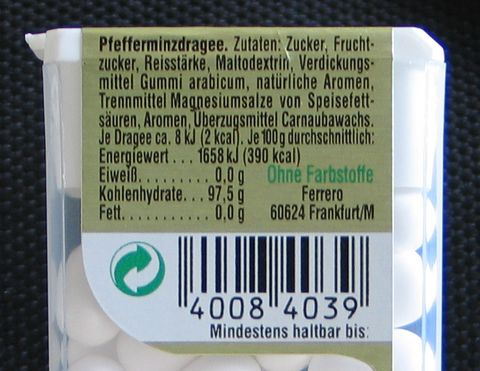 Pfefferminzdragee. Zutaten: Zucker, Frucht-
zucker, Reisstärke, Maltodextrin, Verdickungs-
mittel Gummi arabicum, natürliche Aromen,
Trennmittel Magnesiumsalze von Speisefett-
säuren, Aromen, Überzugsmittel Carnaubawachs.
Je Dragee ca. 8 kJ (2 kcal). Je 100 g durchschnittlich:
Energiewert . . . 1658 kJ (390 kcal)
Eiweiß. . . . . . . . 0,0 g Ohne Farbstoffe
Kohlenhydrate. . . 97,5 g Ferrero
Fett. . . . . . . . . . 0,0 g 60624 Frankfurt/M
4008 4039
Mindestens haltbar bis: